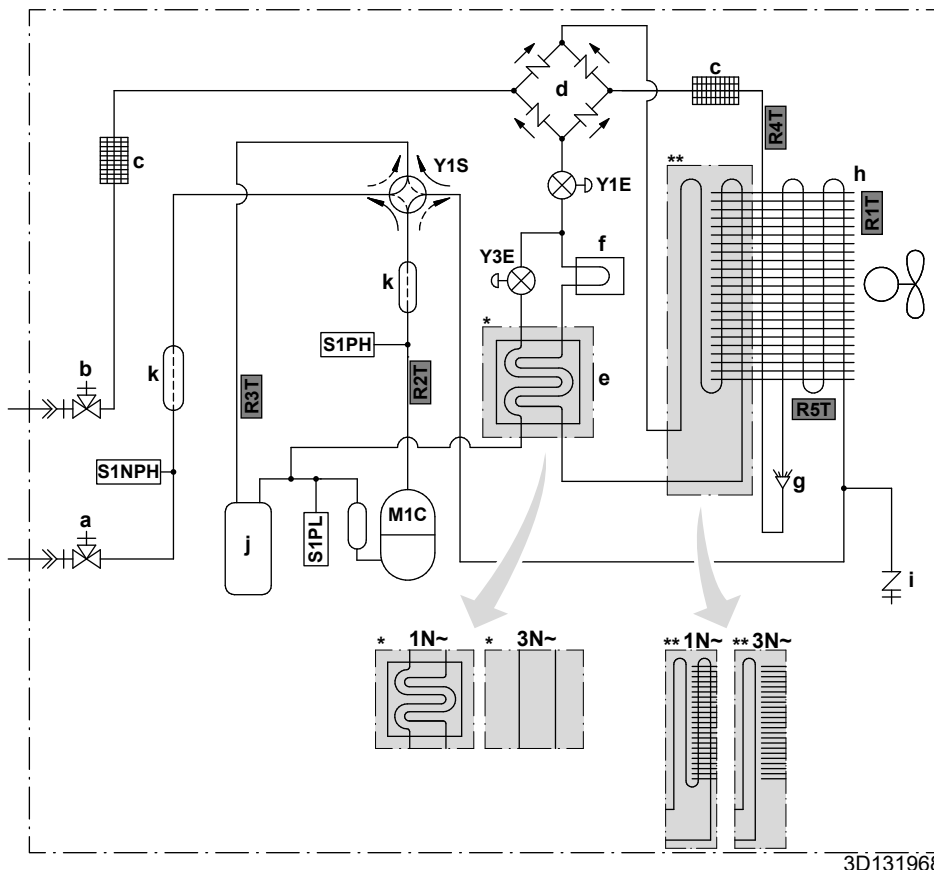 c
d
c
R4T
**
h
c
Y1S
Y1E
R1T
f
Y3E
k
S1PH
*
e
b
k
R3T
R2T
R5T
S1NPH
g
M1C
a
j
S1PL
i
* 1N~ * 3N~
** 1N~ ** 3N~
3D131968